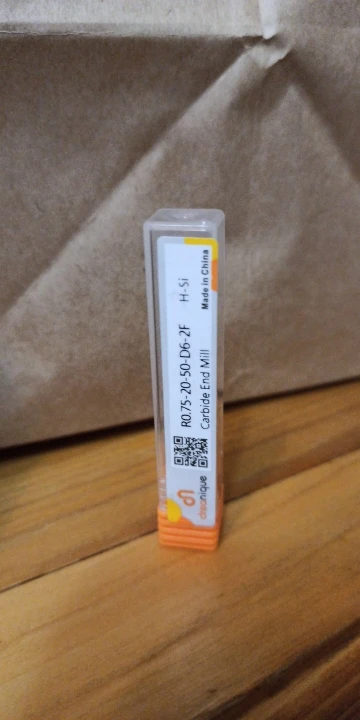 R0.75-20-50-D6-2F H-Si
Carbide End Mill Made in China
dreanique